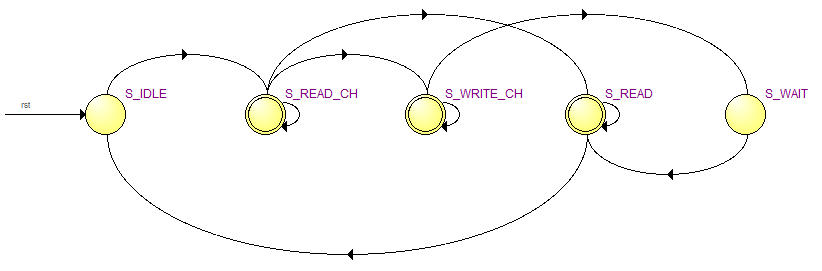 S_IDLE
S_READ_CH
S_WRITE_CH
S_READ
S_WAIT
rst